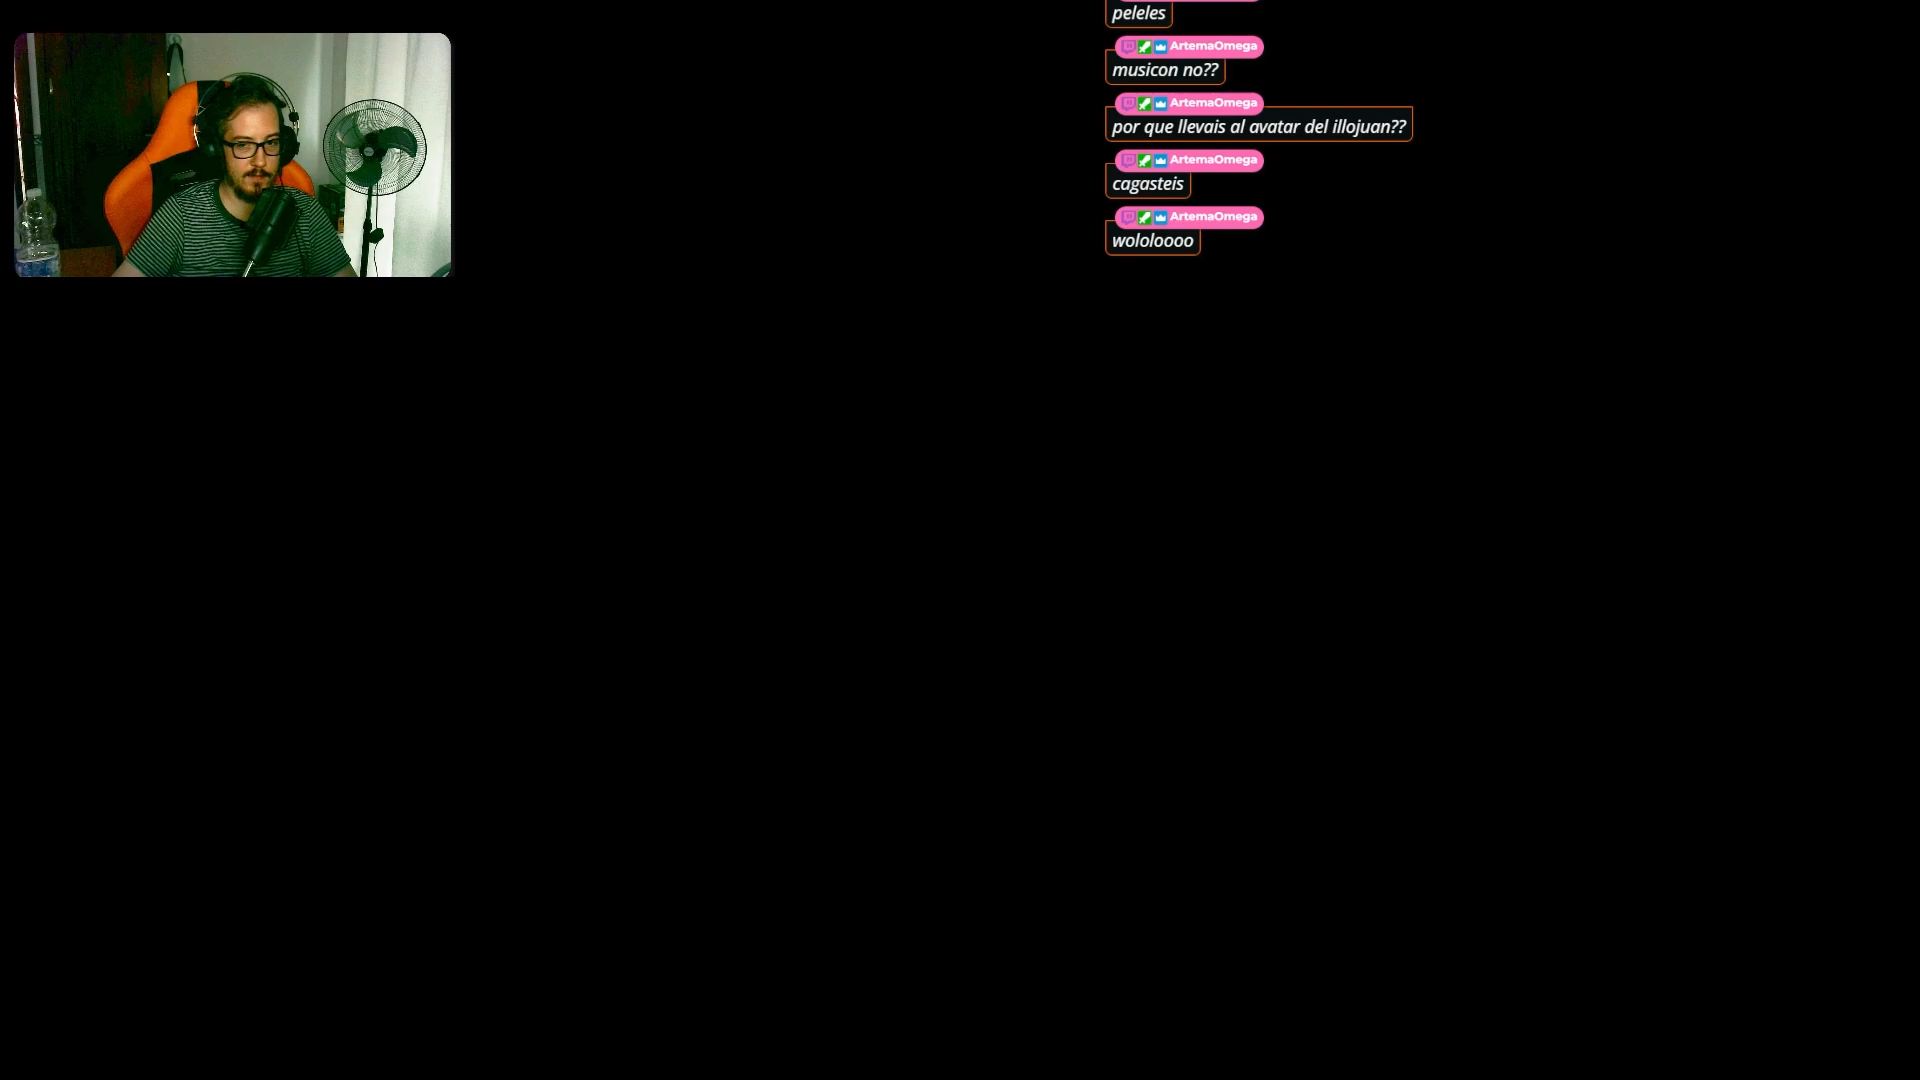 peleles
ArtemaOmega
musicon no??
ArtemaOmega
por que llevais al avatar del illojuan??
ArtemaOmega
cagasteis
ArtemaOmega
wololoooo